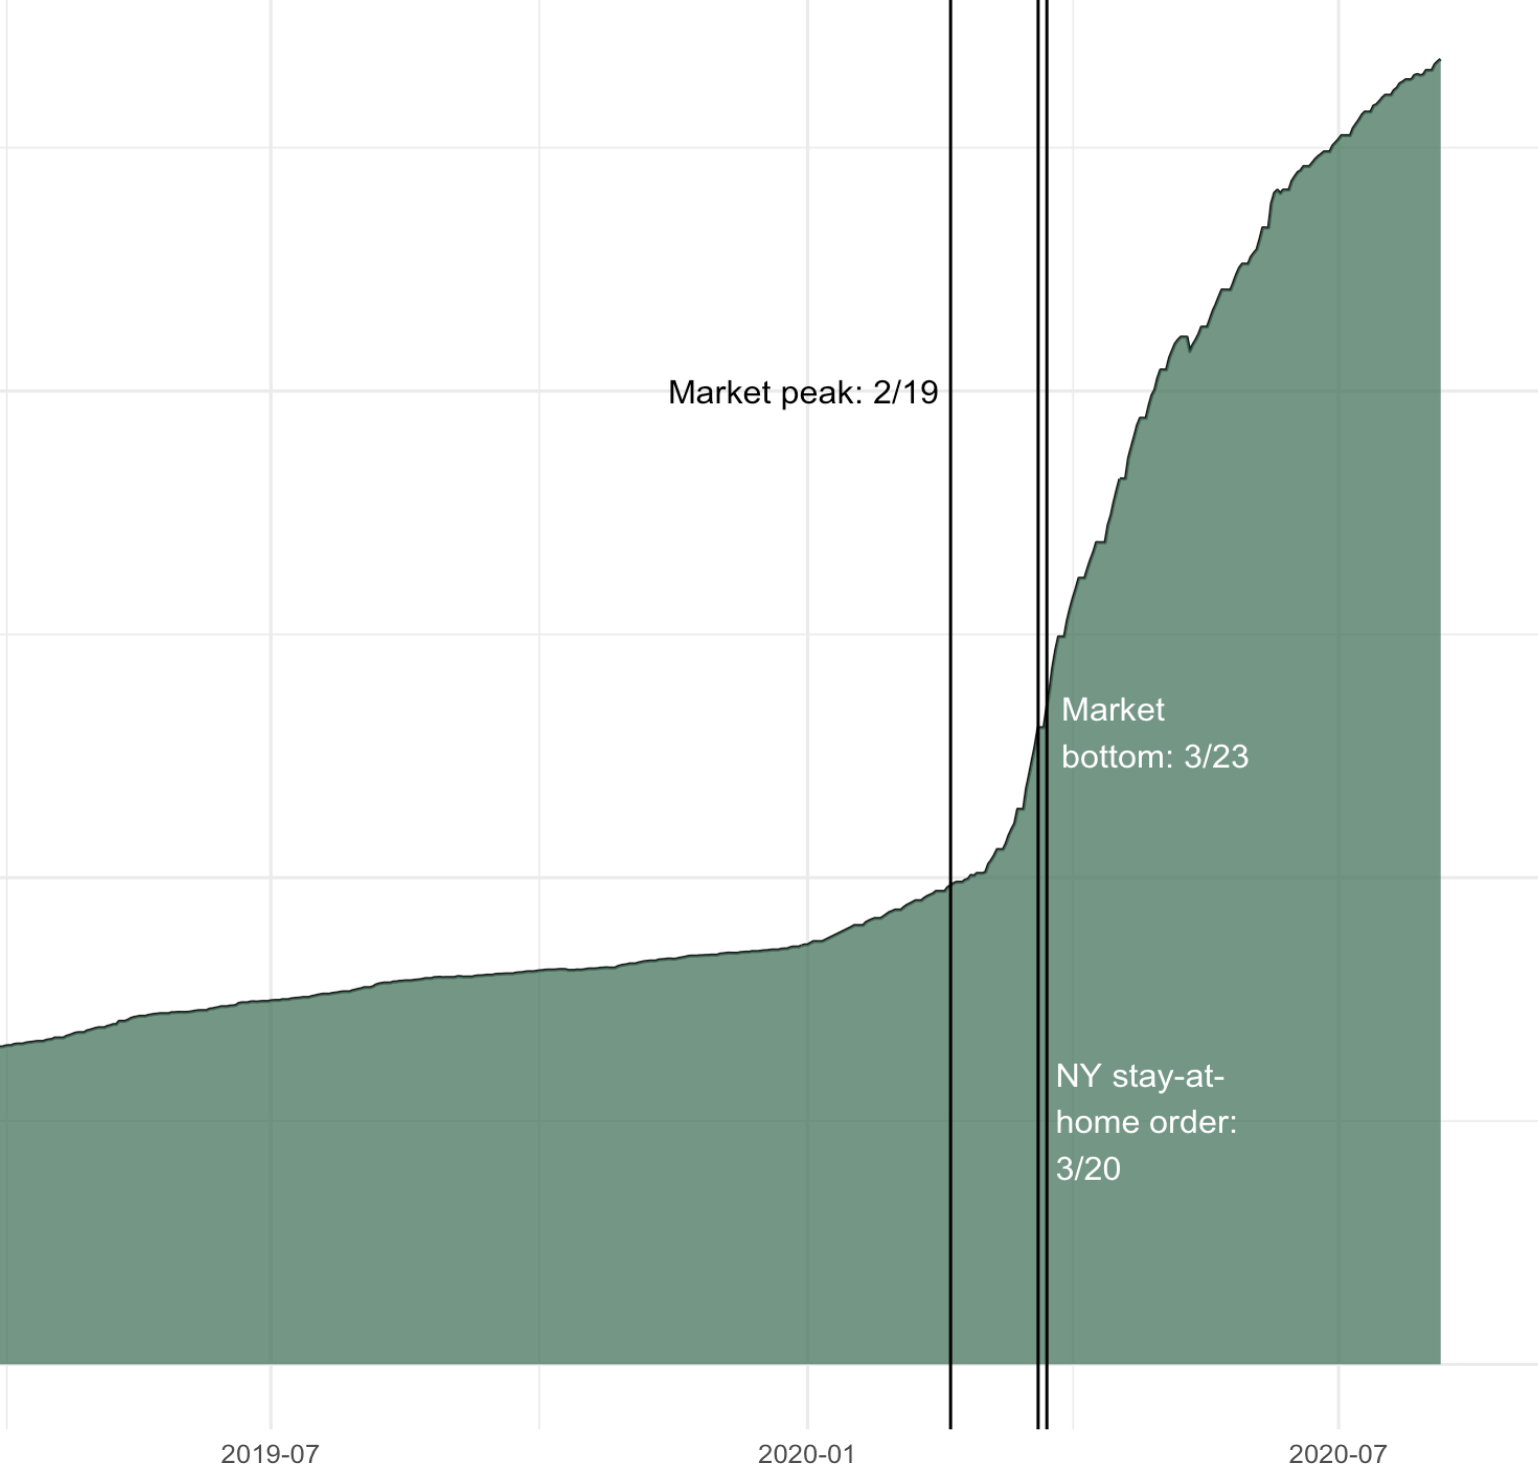 Market peak: 2/19
Market
bottom: 3/23
NY stay-at-
home order:
3/20
2019-07
2020-01
2020-07